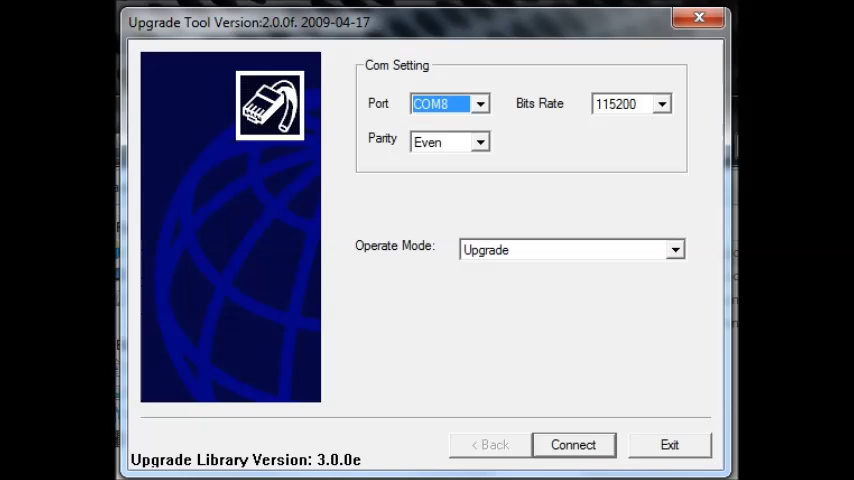 Upgrade Tool Version:2.0.0f. 2009-04-17
Com Setting
Port COM8 Bits Rate 115200
Parity Even
Operate Mode: Upgrade
< Back Connect Exit
Upgrade Library Version: 3.0.0e